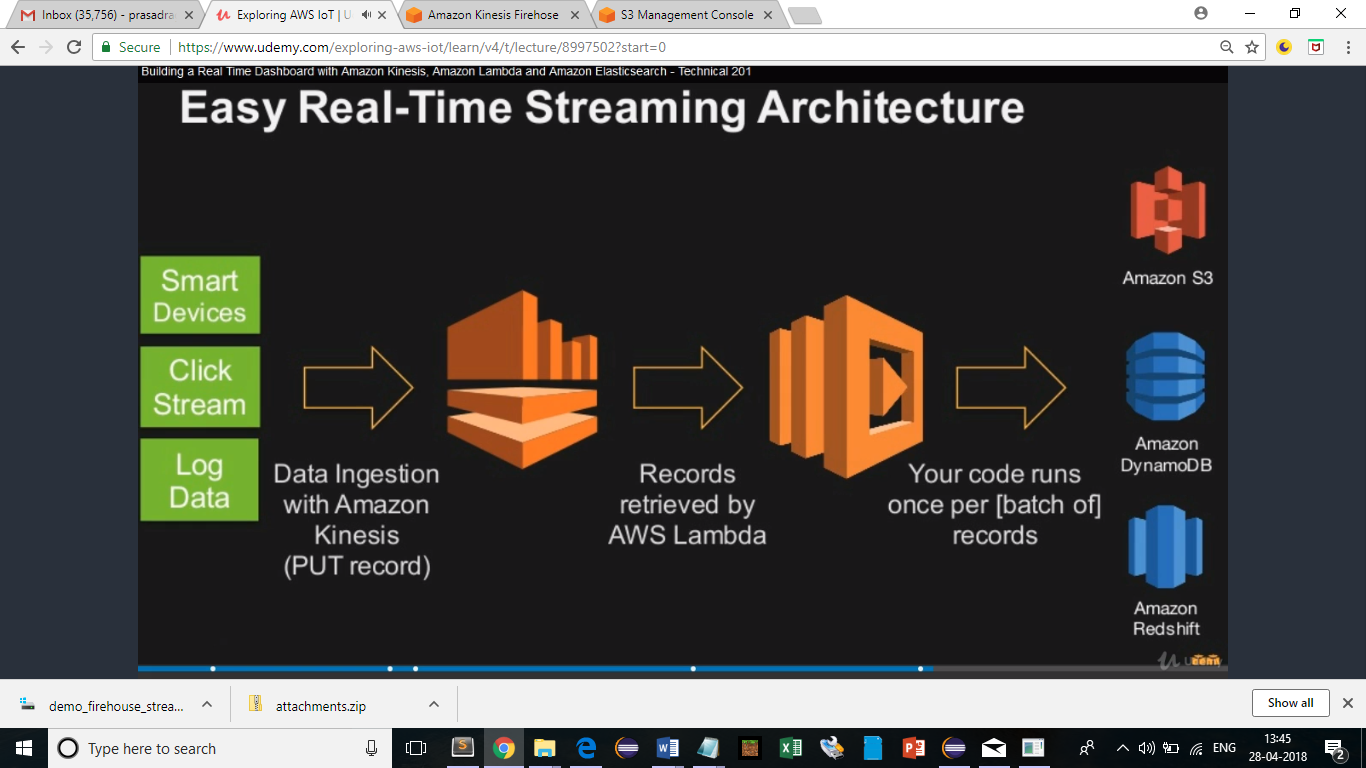 Inbox (35,756) - prasadra
Exploring AWS IoT | U
Amazon Kinesis Firehose
S3 Management Console
Secure
https://www.udemy.com/exploring-aws-iot/learn/v4/t/lecture/8997502?start=0
Building a Real Time Dashboard with Amazon Kinesis, Amazon Lambda and Amazon Elasticsearch - Technical 201
Easy Real-Time Streaming Architecture
Smart
Devices
Click
Stream
Log
Data
Data Ingestion
with Amazon
Kinesis
(PUT record)
Records
retrieved by
AWS Lambda
Your code runs
once per [batch of]
records
Amazon S3
Amazon
DynamoDB
Amazon
Redshift
demo_firehouse_strea...
attachments.zip
Show all
Type here to search
ENG
13:45
28-04-2018
2